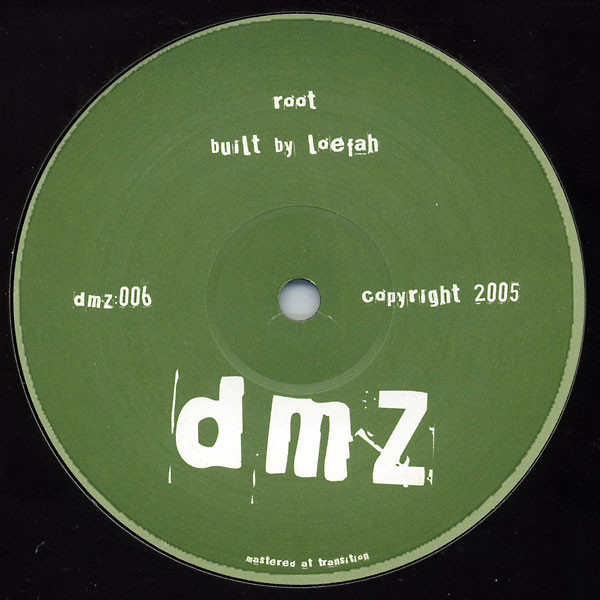 root
built by loefah
dmz:006
copyright 2005
dmz
mastered at transition